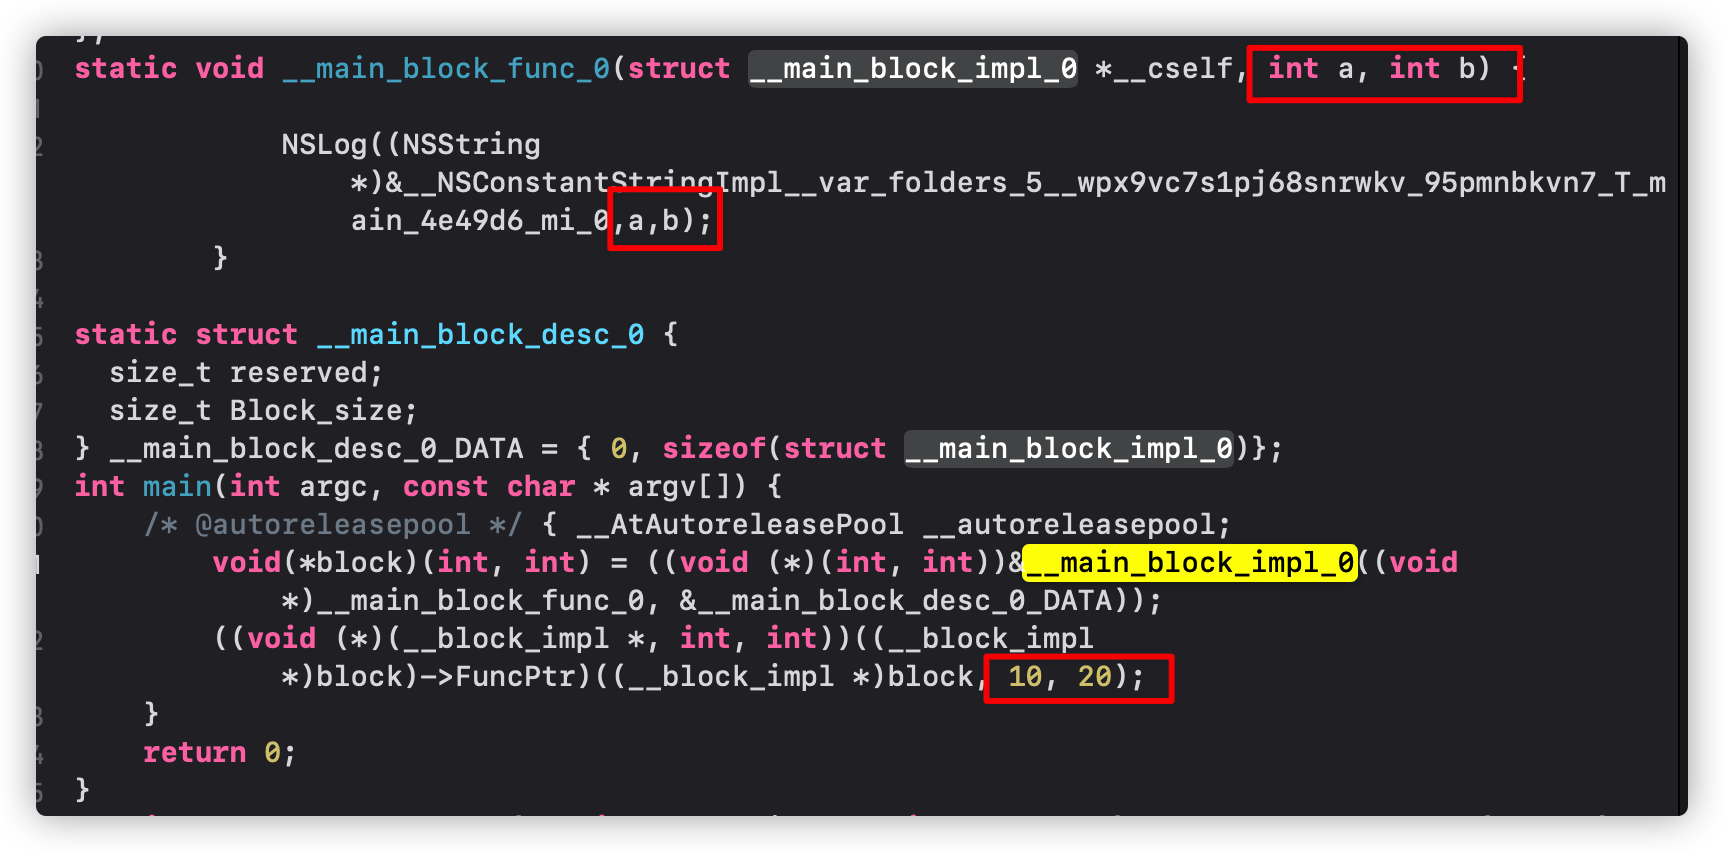 static void __main_block_func_0(struct __main_block_impl_0 *__cself, int a, int b) {
NSLog((NSString
*)&__NSConstantStringImpl__var_folders_5__wpx9vc7s1pj68snrwkv_95pmnbkvn7_T_m
ain_4e49d6_mi_0,a,b);
}
static struct __main_block_desc_0 {
size_t reserved;
size_t Block_size;
} __main_block_desc_0_DATA = { 0, sizeof(struct __main_block_impl_0)};
int main(int argc, const char * argv[]) {
/* @autoreleasepool */ { __AtAutoreleasePool __autoreleasepool;
void(*block)(int, int) = ((void (*)(int, int))&__main_block_impl_0((void
*)__main_block_func_0, &__main_block_desc_0_DATA));
((void (*)(__block_impl *, int, int))((__block_impl
*)block)->FuncPtr)((__block_impl *)block, 10, 20);
}
return 0;
}